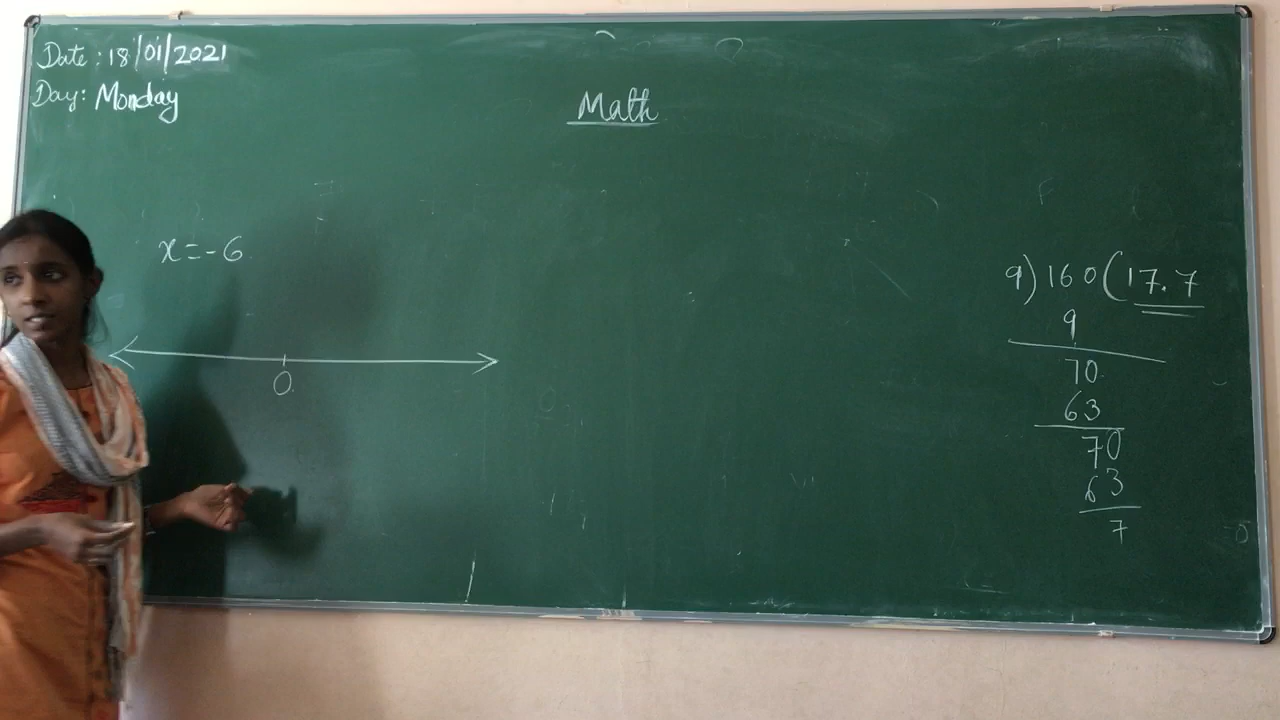 Date: 18/01/2021
Day: Monday
Math
x=-6
0
9)160(17.7
9
70
63
70
63
7